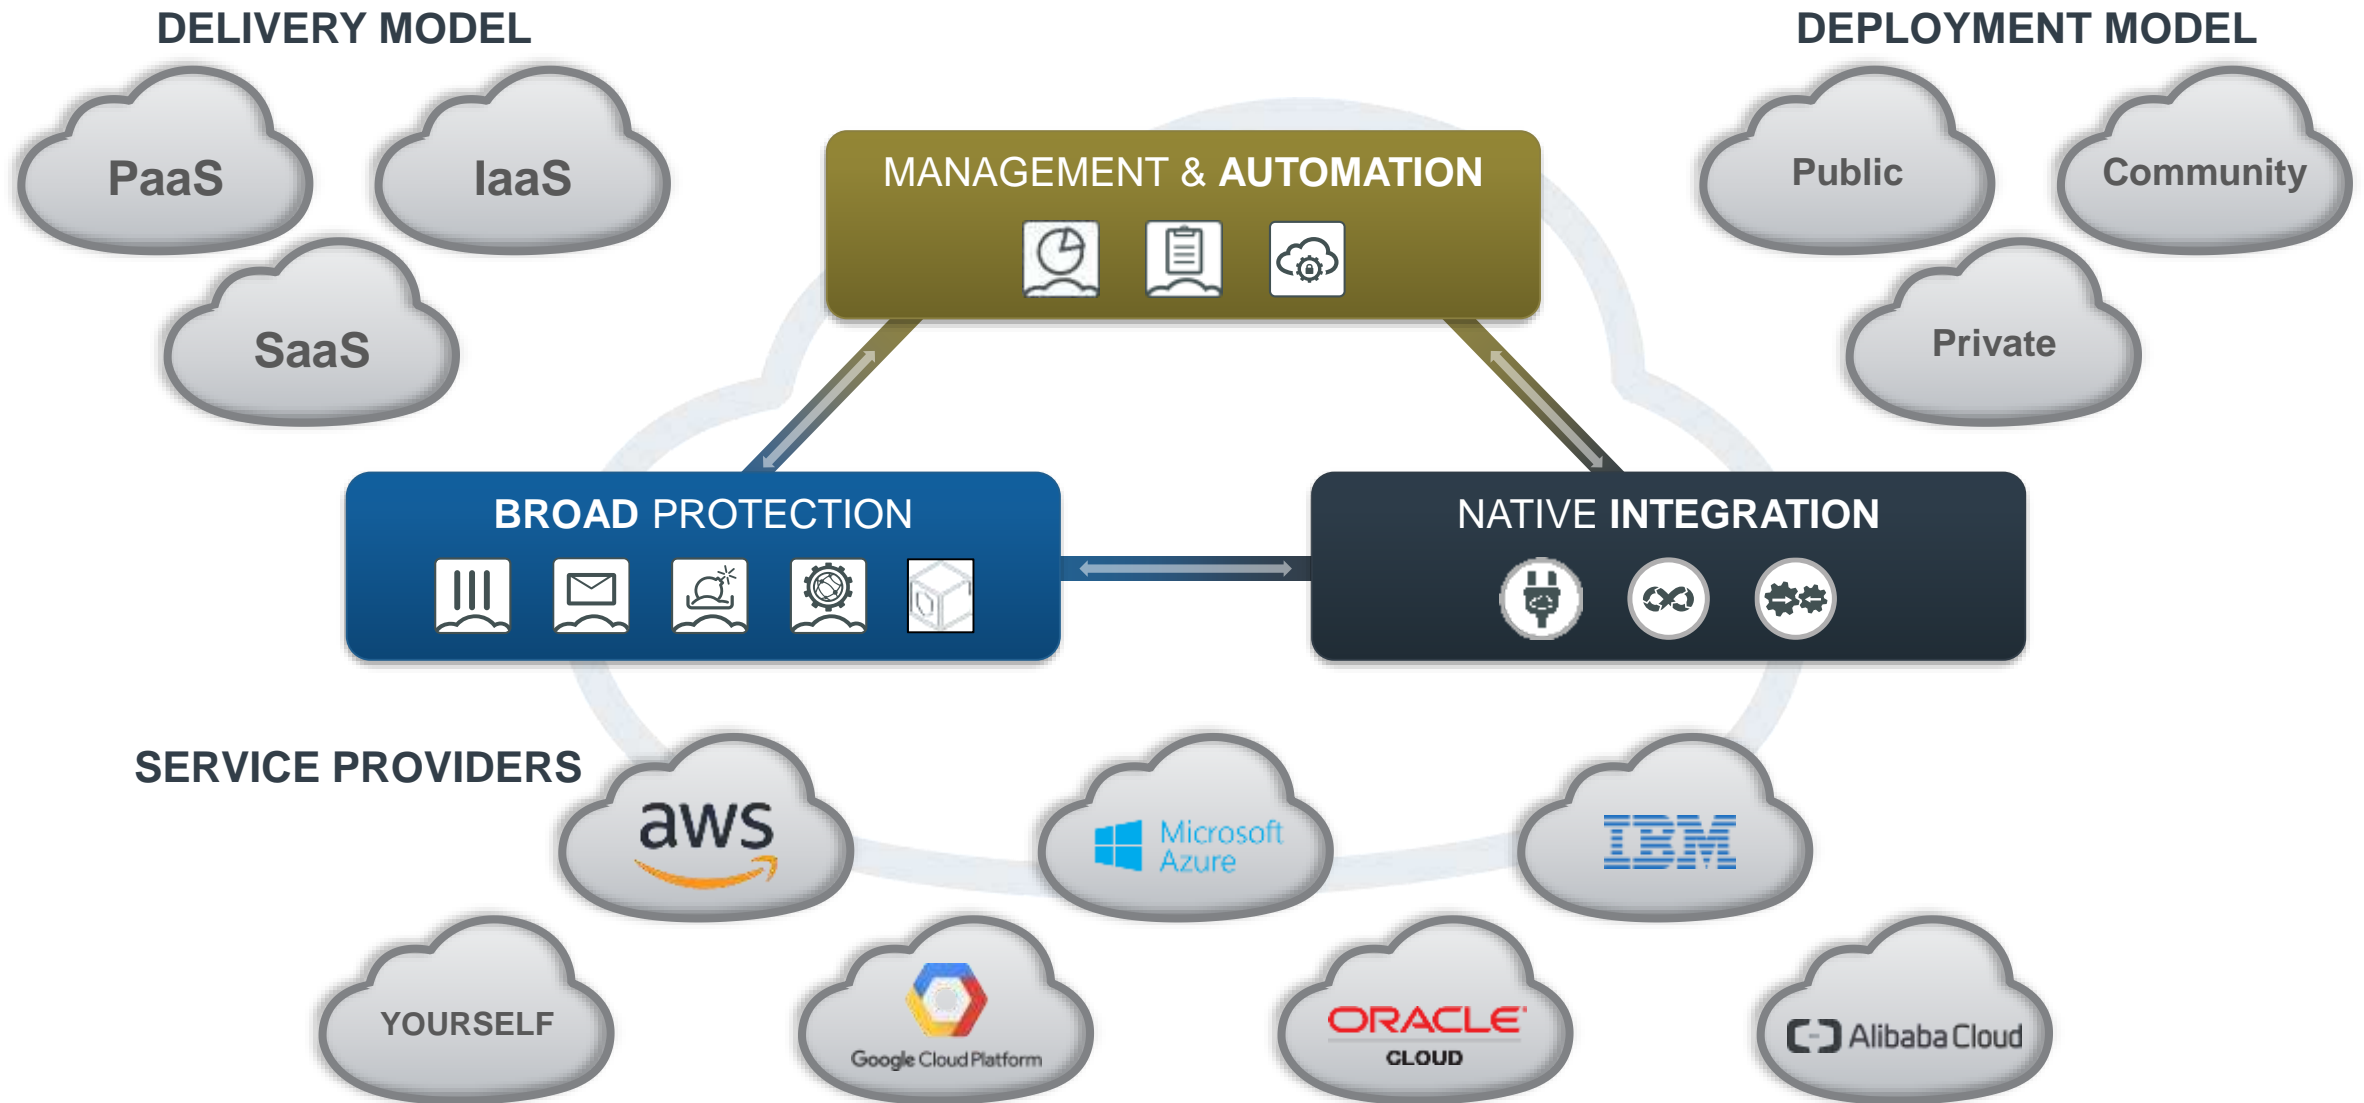 DELIVERY MODEL
DEPLOYMENT MODEL
PaaS
IaaS
SaaS
MANAGEMENT & AUTOMATION
Public
Community
Private
BROAD PROTECTION
NATIVE INTEGRATION
SERVICE PROVIDERS
aws
Microsoft
Azure
IBM
YOURSELF
Google Cloud Platform
ORACLE
CLOUD
Alibaba Cloud